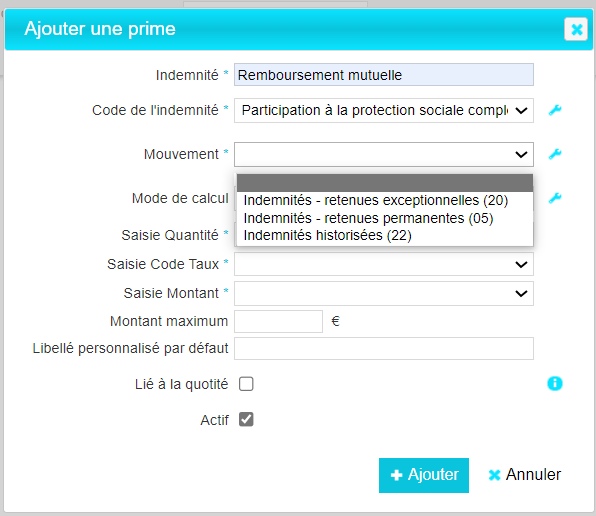 Ajouter une prime
Indemnité * Remboursement mutuelle
Code de l'indemnité * Participation à la protection sociale compl
Mouvement *
Mode de calcul
Indemnités - retenues exceptionnelles (20)
Indemnités - retenues permanentes (05)
Saisie Quantité *
Indemnités historisées (22)
Saisie Code Taux *
Saisie Montant *
Montant maximum €
Libellé personnalisé par défaut
Lié à la quotité
Actif
Ajouter Annuler